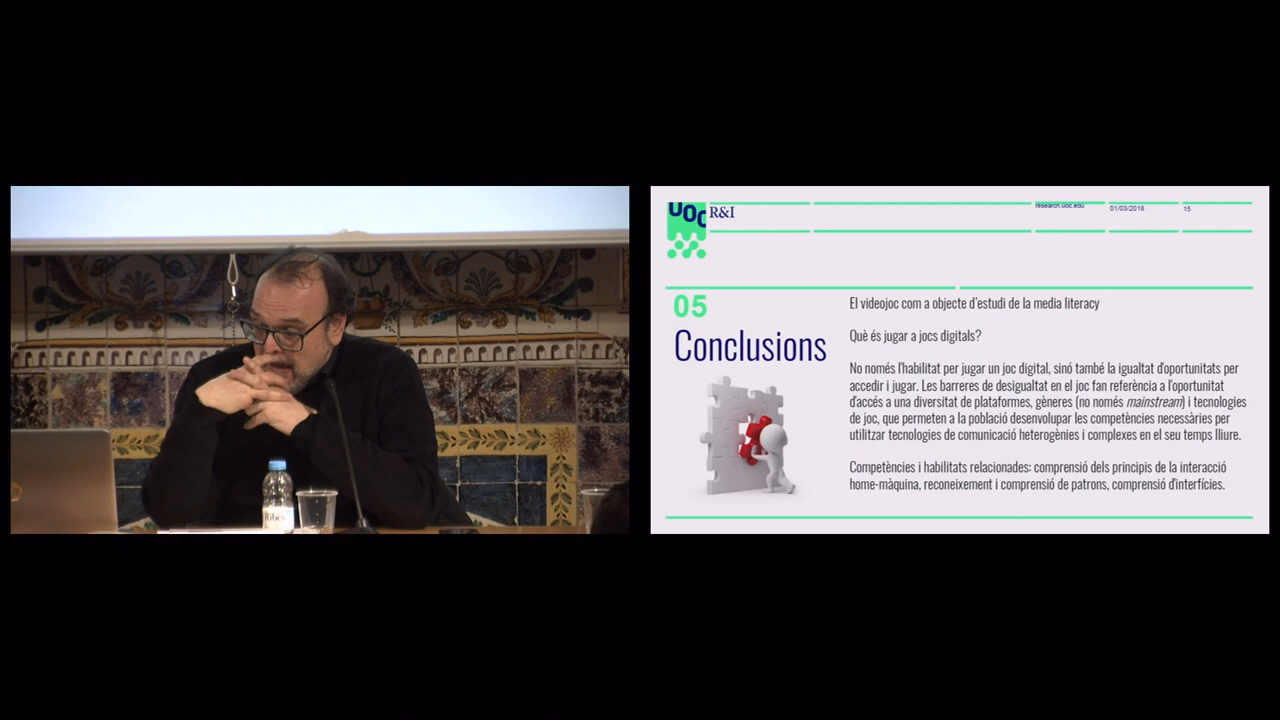 UOC
R&I
research.uoc.edu
01/03/2018
15
05
Conclusions
El videojoc com a objecte d'estudi de la media literacy
Què és jugar a jocs digitals?
No només l'habilitat per jugar un joc digital, sinó també la igualtat d'oportunitats per
accedir i jugar. Les barreres de desigualtat en el joc fan referència a l'oportunitat
d'accés a una diversitat de plataformes, gèneres (no només mainstream) i tecnologies
de joc, que permeten a la població desenvolupar les competències necessàries per
utilitzar tecnologies de comunicació heterogènies i complexes en el seu temps lliure.
Competències i habilitats relacionades: comprensió dels principis de la interacció
home-màquina, reconeixement i comprensió de patrons, comprensió d'interfícies.
Ribes